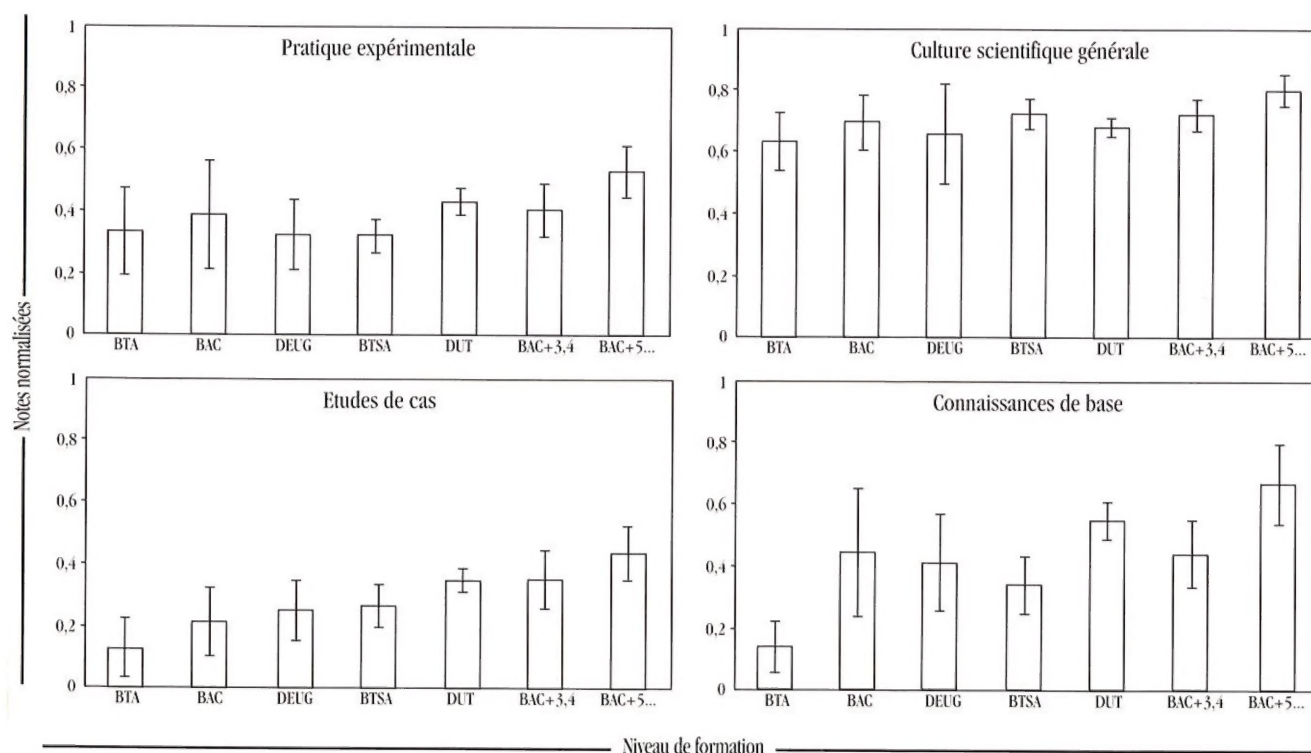 Pratique expérimentale
1
0,8
0,6
0,4
0,2
0
BTA BAC DEUG BTSA DUT BAC+3,4 BAC+5...
Culture scientifique générale
1
0,8
0,6
0,4
0,2
0
BTA BAC DEUG BTSA DUT BAC+3,4 BAC+5...
Notes normalisées
Etudes de cas
1
0,8
0,6
0,4
0,2
0
BTA BAC DEUG BTSA DUT BAC+3,4 BAC+5...
Connaissances de base
1
0,8
0,6
0,4
0,2
0
BTA BAC DEUG BTSA DUT BAC+3,4 BAC+5...
Niveau de formation